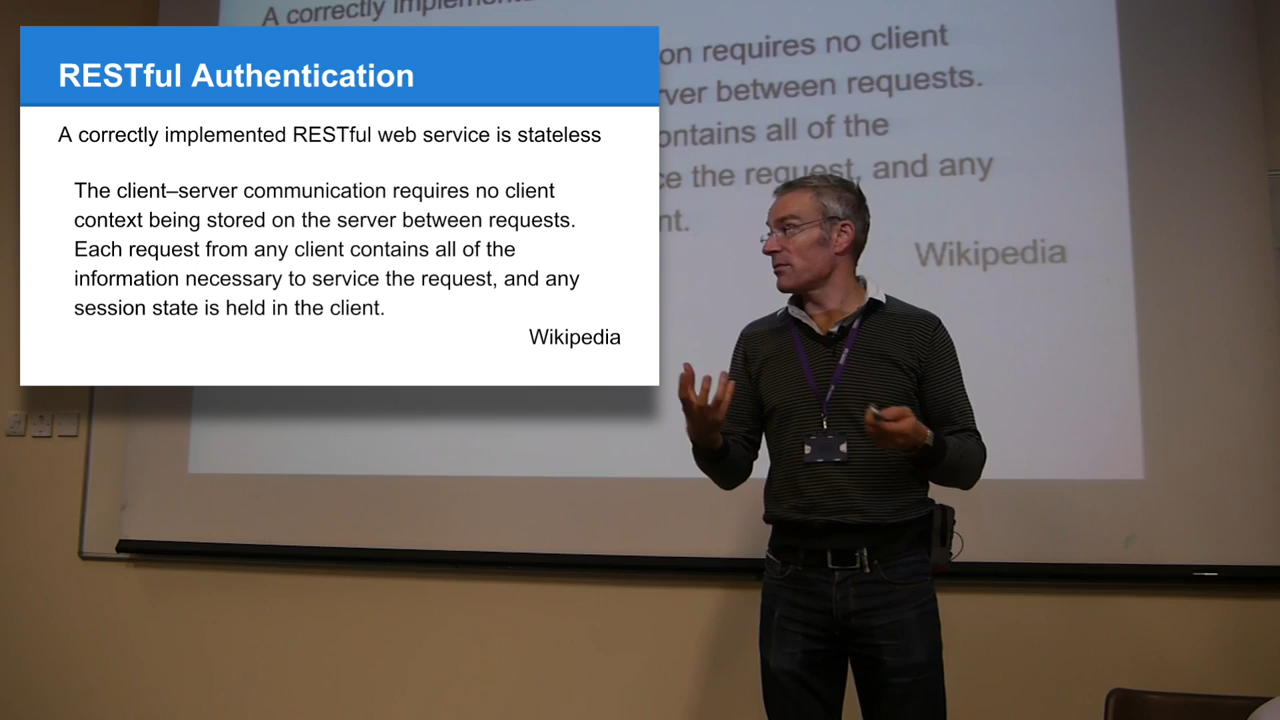 RESTful Authentication
A correctly implemented RESTful web service is stateless
The client–server communication requires no client
context being stored on the server between requests.
Each request from any client contains all of the
information necessary to service the request, and any
session state is held in the client.
Wikipedia
A correctly
on requires no client
ver between requests.
ontains all of the
ce the request, and any
nt.
Wikipedia